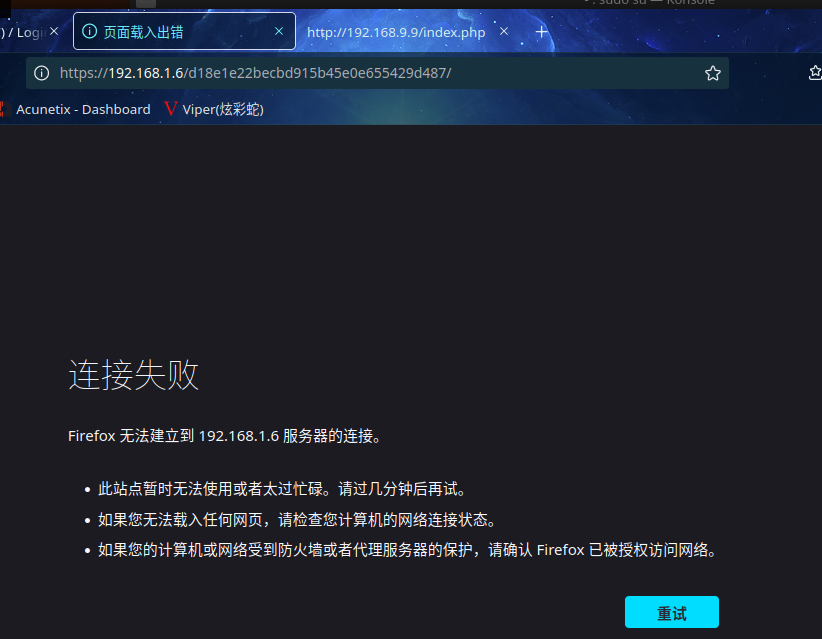 : sudo su — Konsole
) / Logi
页面载入出错
http://192.168.9.9/index.php
https://192.168.1.6/d18e1e22becbd915b45e0e655429d487/
Acunetix - Dashboard
Viper(炫彩蛇)
连接失败
Firefox 无法建立到 192.168.1.6 服务器的连接。
• 此站点暂时无法使用或者太过忙碌。请过几分钟后再试。
• 如果您无法载入任何网页，请检查您计算机的网络连接状态。
• 如果您的计算机或网络受到防火墙或者代理服务器的保护，请确认 Firefox 已被授权访问网络。
重试